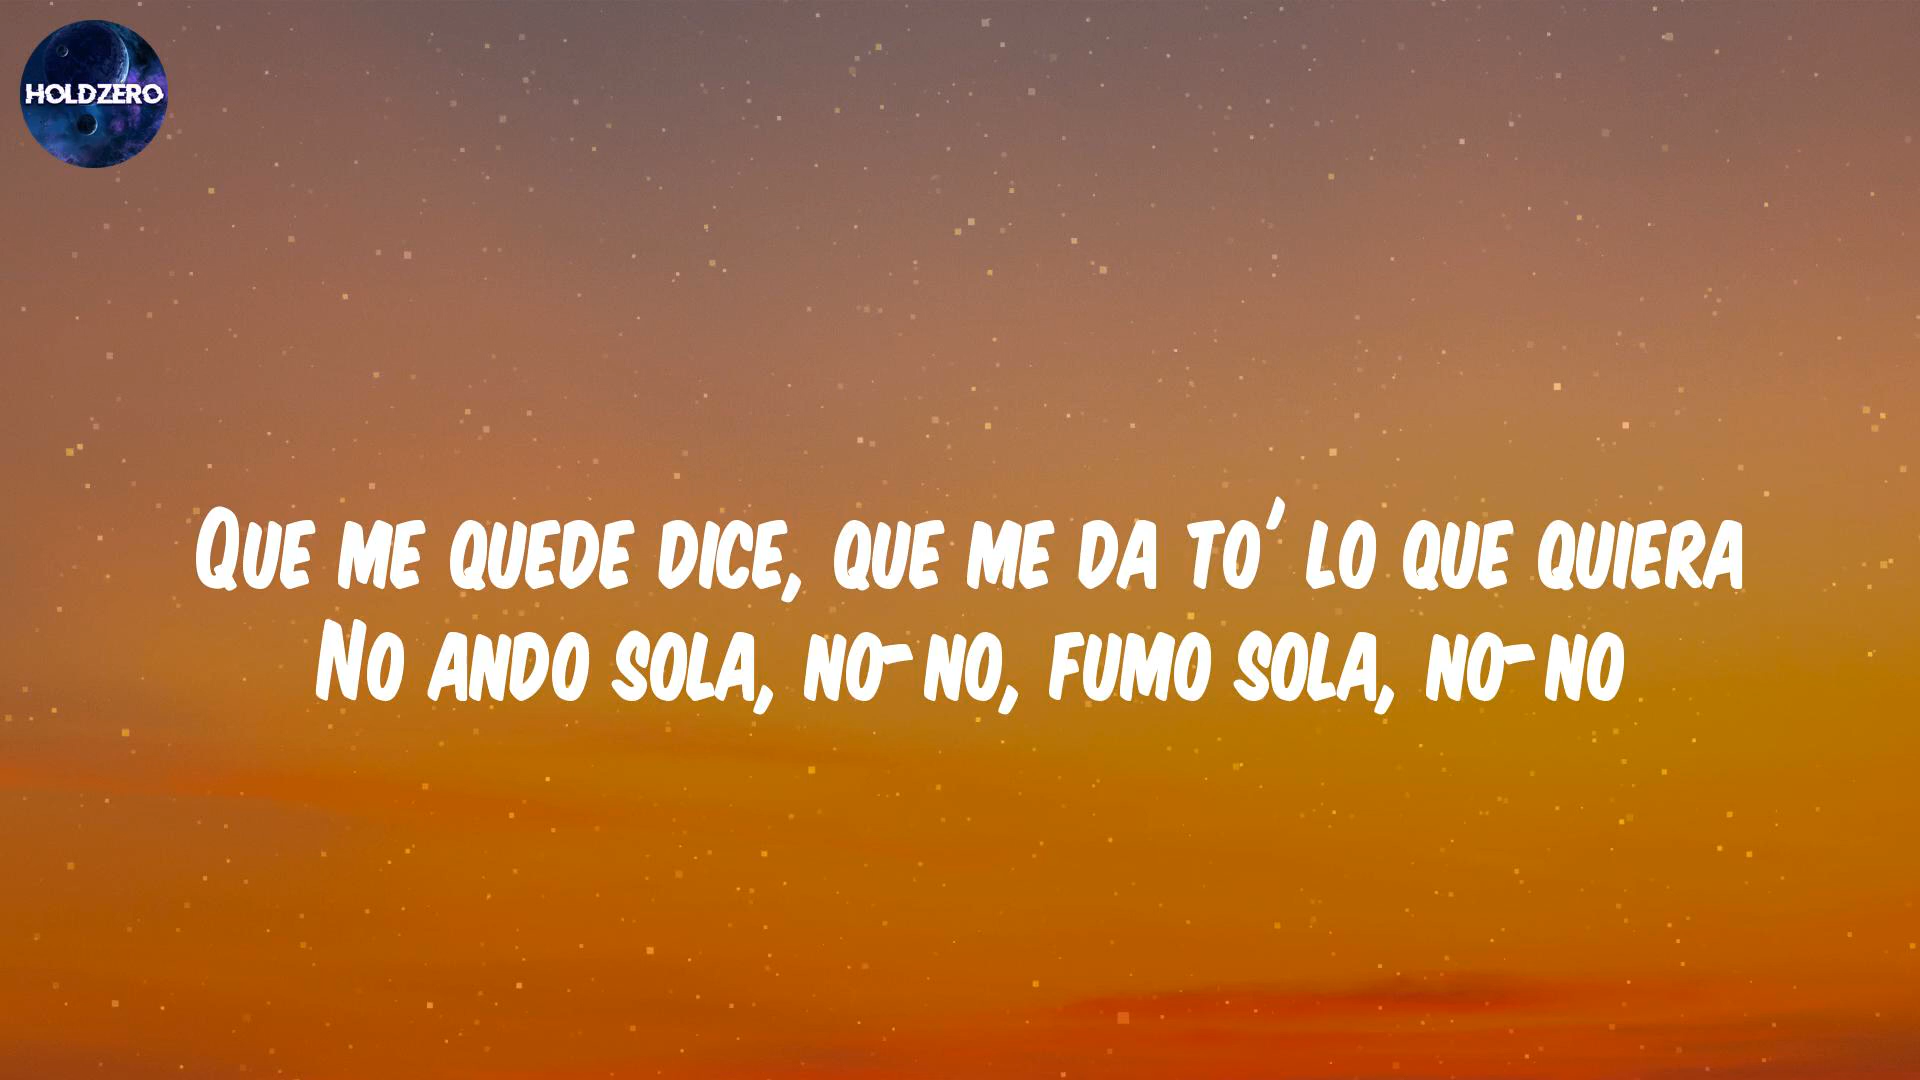 HOLDZERO
Que me quede dice, que me da to' lo que quiera
No ando sola, no-no, fumo sola, no-no